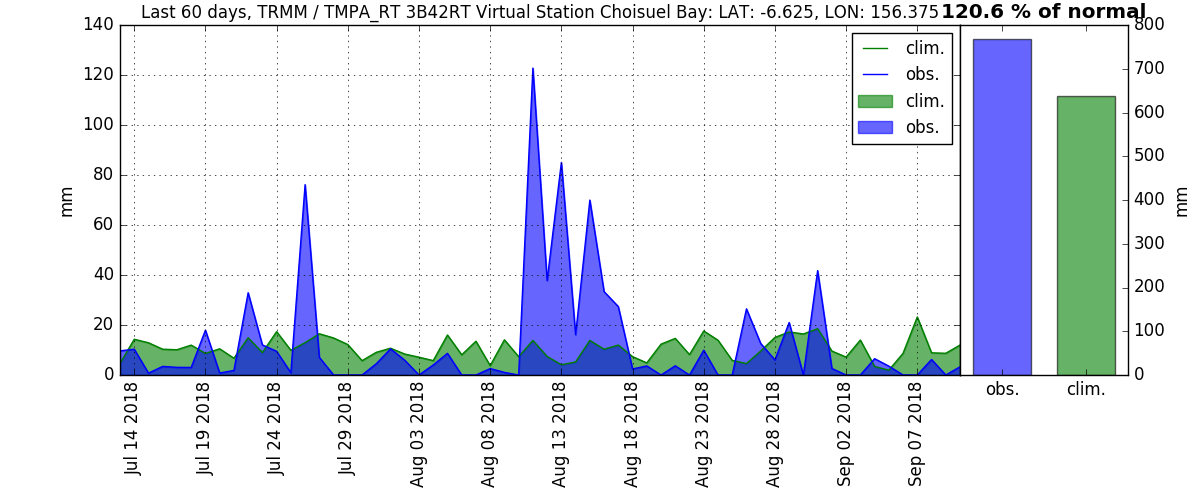 Last 60 days, TRMM / TMPA_RT 3B42RT Virtual Station Choisuel Bay: LAT: -6.625, LON: 156.375
120.6 % of normal
mm
140
120
100
80
60
40
20
0
clim.
obs.
clim.
obs.
800
700
600
500
400
300
200
100
0
mm
Jul 14 2018
Jul 19 2018
Jul 24 2018
Jul 29 2018
Aug 03 2018
Aug 08 2018
Aug 13 2018
Aug 18 2018
Aug 23 2018
Aug 28 2018
Sep 02 2018
Sep 07 2018
obs.
clim.